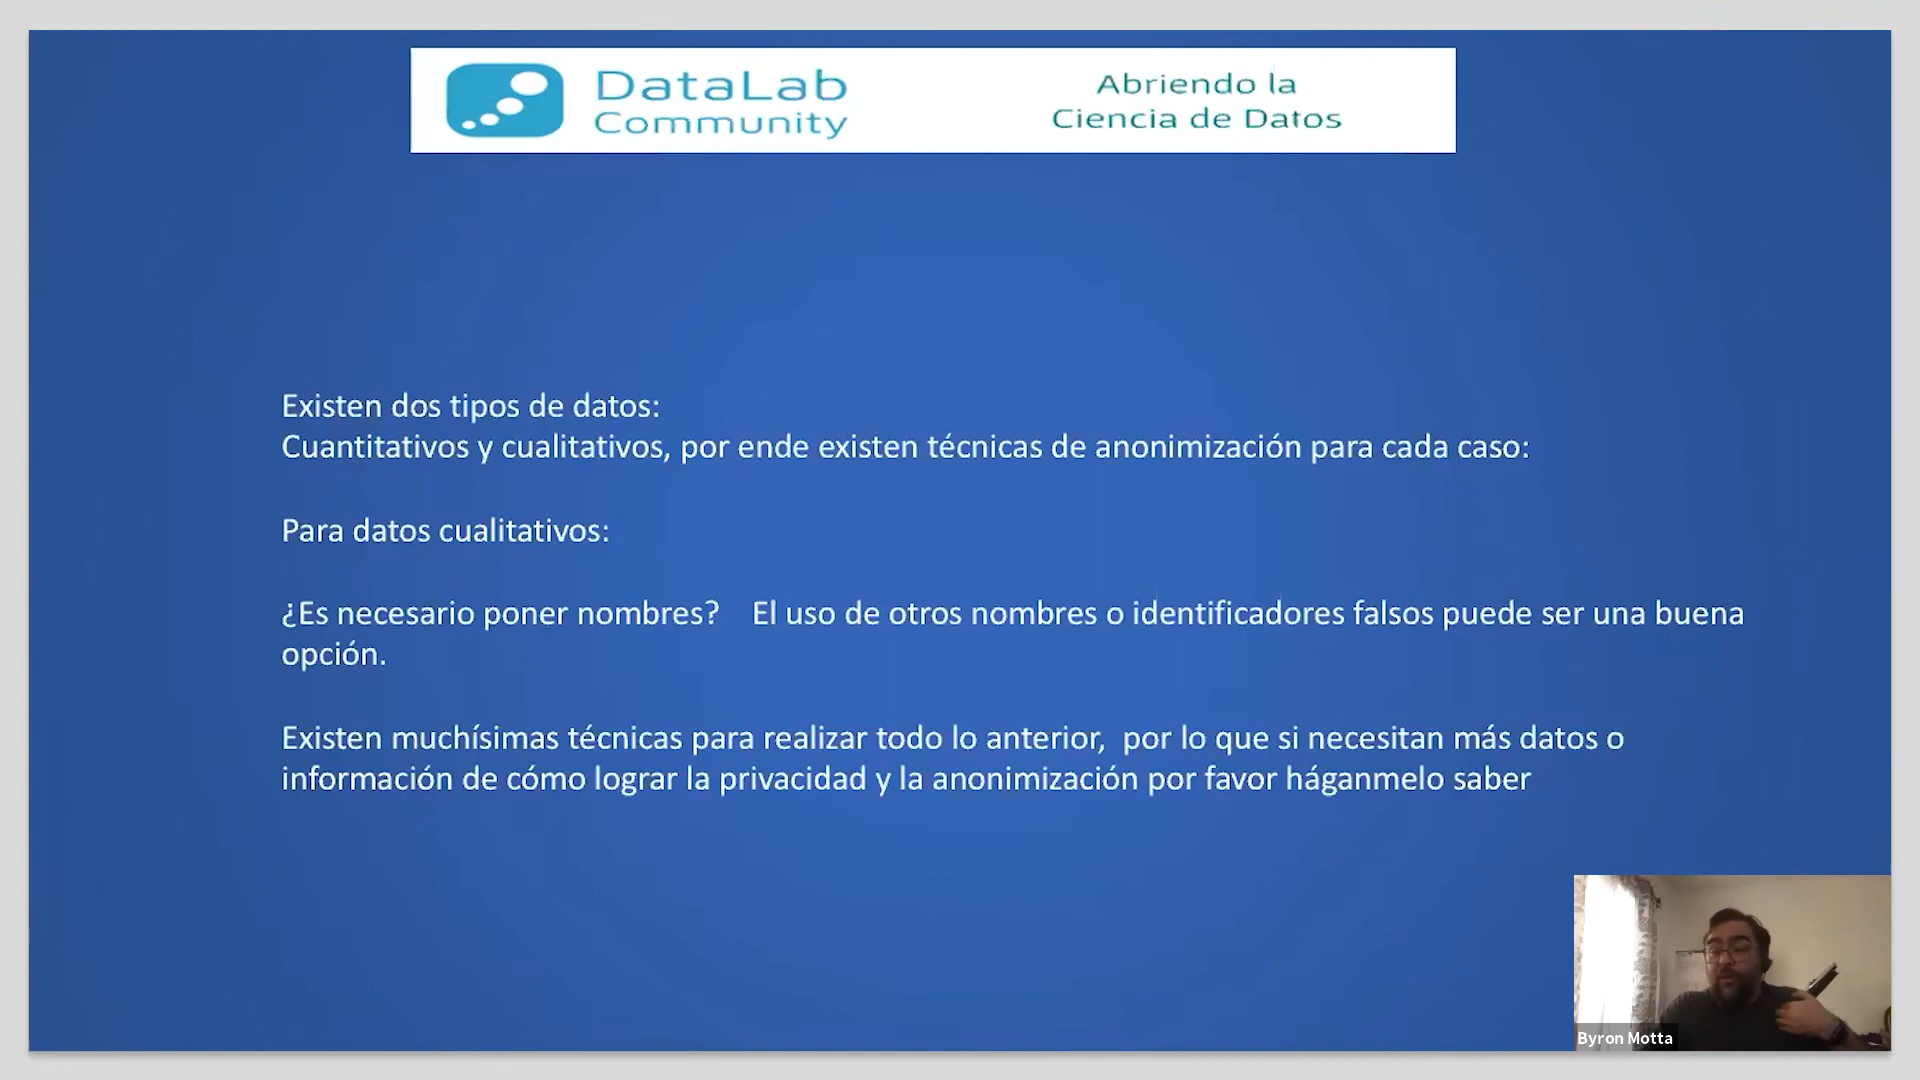 DataLab
Community
Abriendo la
Ciencia de Datos
Existen dos tipos de datos:
Cuantitativos y cualitativos, por ende existen técnicas de anonimización para cada caso:
Para datos cualitativos:
¿Es necesario poner nombres? El uso de otros nombres o identificadores falsos puede ser una buena
opción.
Existen muchísimas técnicas para realizar todo lo anterior, por lo que si necesitan más datos o
información de cómo lograr la privacidad y la anonimización por favor háganmelo saber
Byron Motta